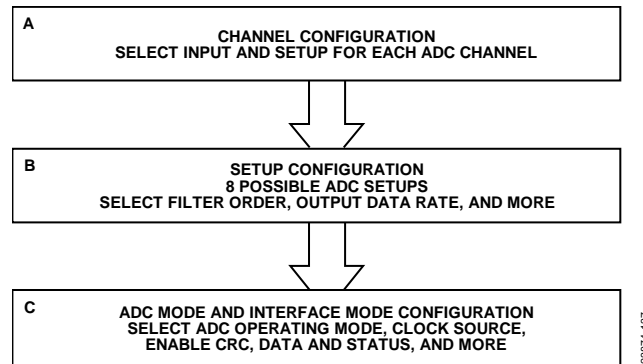 A
CHANNEL CONFIGURATION
SELECT INPUT AND SETUP FOR EACH ADC CHANNEL
B
SETUP CONFIGURATION
8 POSSIBLE ADC SETUPS
SELECT FILTER ORDER, OUTPUT DATA RATE, AND MORE
C
ADC MODE AND INTERFACE MODE CONFIGURATION
SELECT ADC OPERATING MODE, CLOCK SOURCE,
ENABLE CRC, DATA AND STATUS, AND MORE